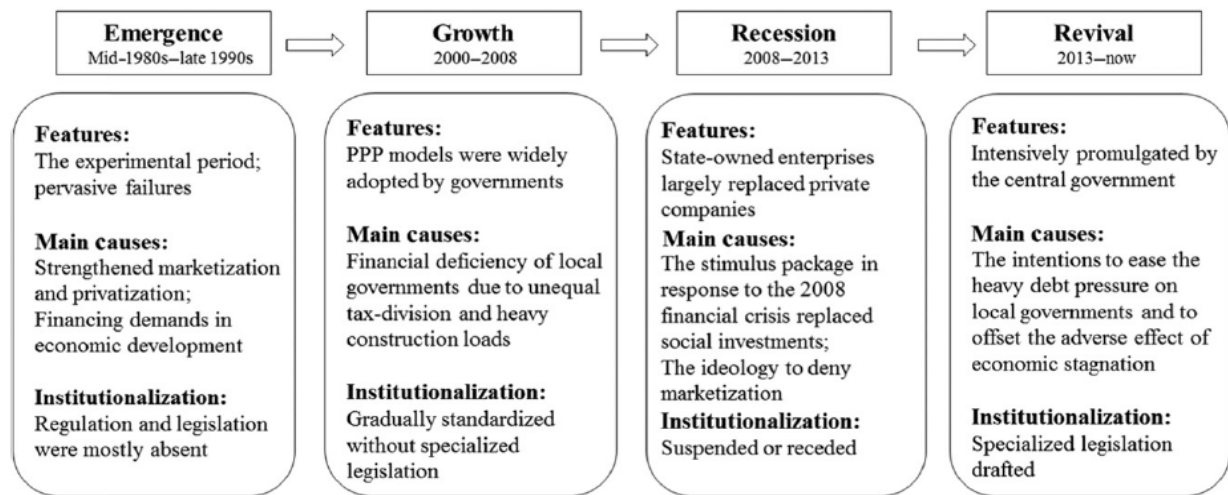 Emergence
Mid-1980s–late 1990s
Growth
2000–2008
Recession
2008–2013
Revival
2013–now
Features:
The experimental period;
pervasive failures
Main causes:
Strengthened marketization
and privatization;
Financing demands in
economic development
Institutionalization:
Regulation and legislation
were mostly absent
Features:
PPP models were widely
adopted by governments
Main causes:
Financial deficiency of local
governments due to unequal
tax-division and heavy
construction loads
Institutionalization:
Gradually standardized
without specialized
legislation
Features:
State-owned enterprises
largely replaced private
companies
Main causes:
The stimulus package in
response to the 2008
financial crisis replaced
social investments;
The ideology to deny
marketization
Institutionalization:
Suspended or receded
Features:
Intensively promulgated by
the central government
Main causes:
The intentions to ease the
heavy debt pressure on
local governments and to
offset the adverse effect of
economic stagnation
Institutionalization:
Specialized legislation
drafted